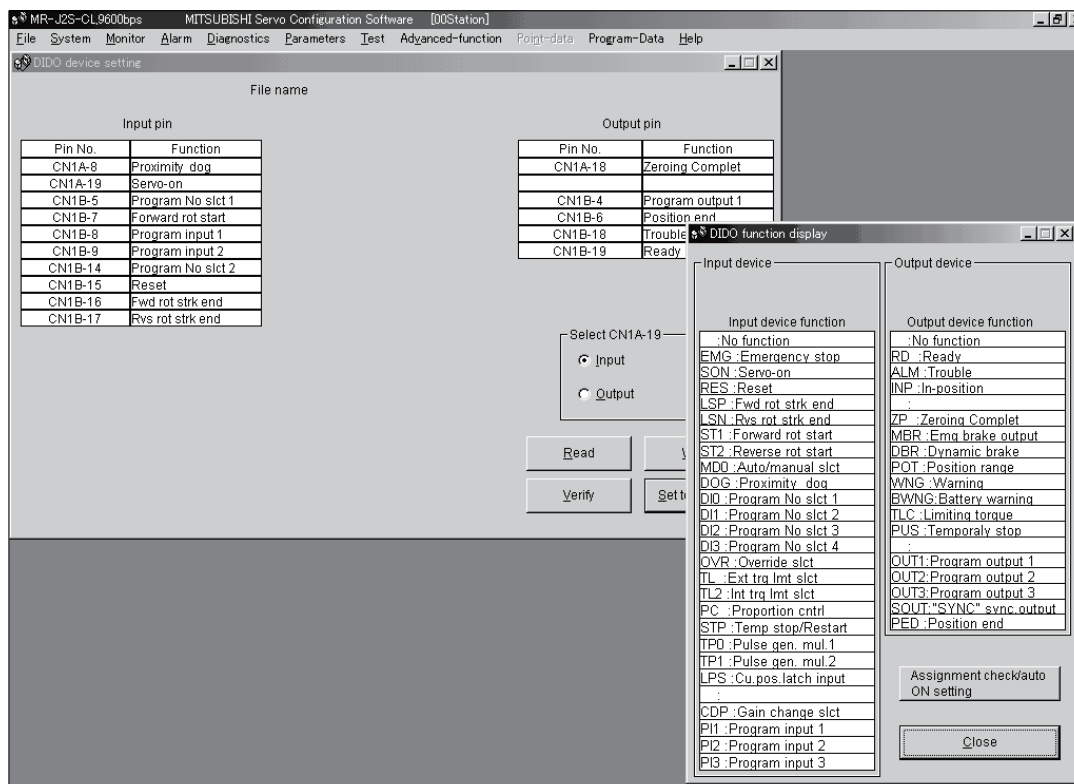 MR-J2S-CL,9600bps MITSUBISHI Servo Configuration Software [00Station]
File System Monitor Alarm Diagnostics Parameters Test Advanced-function Point-data Program-Data Help
DIDO device setting
File name
Input pin
Pin No. Function
CN1A-8 Proximity dog
CN1A-19 Servo-on
CN1B-5 Program No slct 1
CN1B-7 Forward rot start
CN1B-8 Program input 1
CN1B-9 Program input 2
CN1B-14 Program No slct 2
CN1B-15 Reset
CN1B-16 Fwd rot strk end
CN1B-17 Rvs rot strk end
Output pin
Pin No. Function
CN1A-18 Zeroing Complet
CN1B-4 Program output 1
CN1B-6 Position end
CN1B-18 Trouble
CN1B-19 Ready
Select CN1A-19
Input
Output
Read
Verify
Set to
DIDO function display
Input device
Input device function
:No function
EMG :Emergency stop
SON :Servo-on
RES :Reset
LSP :Fwd rot strk end
LSN :Rvs rot strk end
ST1 :Forward rot start
ST2 :Reverse rot start
MD0 :Auto/manual slct
DOG :Proximity dog
DI0 :Program No slct 1
DI1 :Program No slct 2
DI2 :Program No slct 3
DI3 :Program No slct 4
OVR :Override slct
TL :Ext trq lmt slct
TL2 :Int trq lmt slct
PC :Proportion cntrl
STP :Temp stop/Restart
TP0 :Pulse gen. mul.1
TP1 :Pulse gen. mul.2
LPS :Cu.pos.latch input
:
CDP :Gain change slct
PI1 :Program input 1
PI2 :Program input 2
PI3 :Program input 3
Output device
Output device function
:No function
RD :Ready
ALM :Trouble
INP :In-position
:
ZP :Zeroing Complet
MBR :Emg brake output
DBR :Dynamic brake
POT :Position range
WNG :Warning
BWNG:Battery warning
TLC :Limiting torque
PUS :Temporaly stop
:
OUT1:Program output 1
OUT2:Program output 2
OUT3:Program output 3
SOUT:"SYNC" sync.output
PED :Position end
Assignment check/auto
ON setting
Close